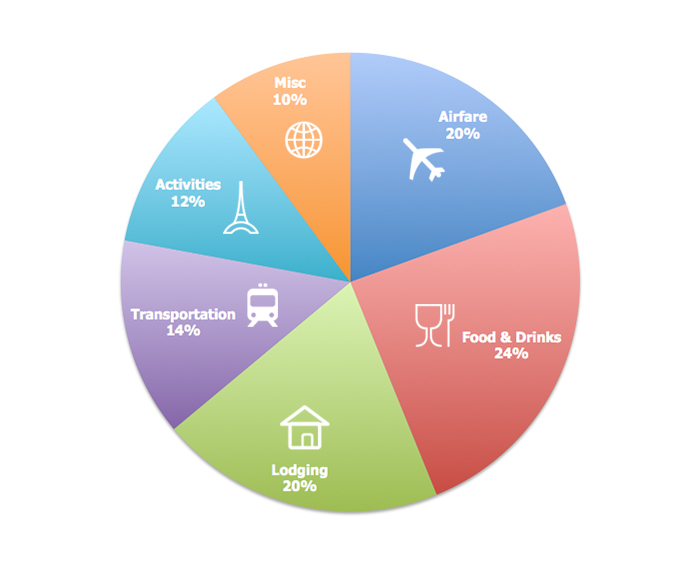 Misc
10%
Airfare
20%
Activities
12%
Transportation
14%
Food & Drinks
24%
Lodging
20%